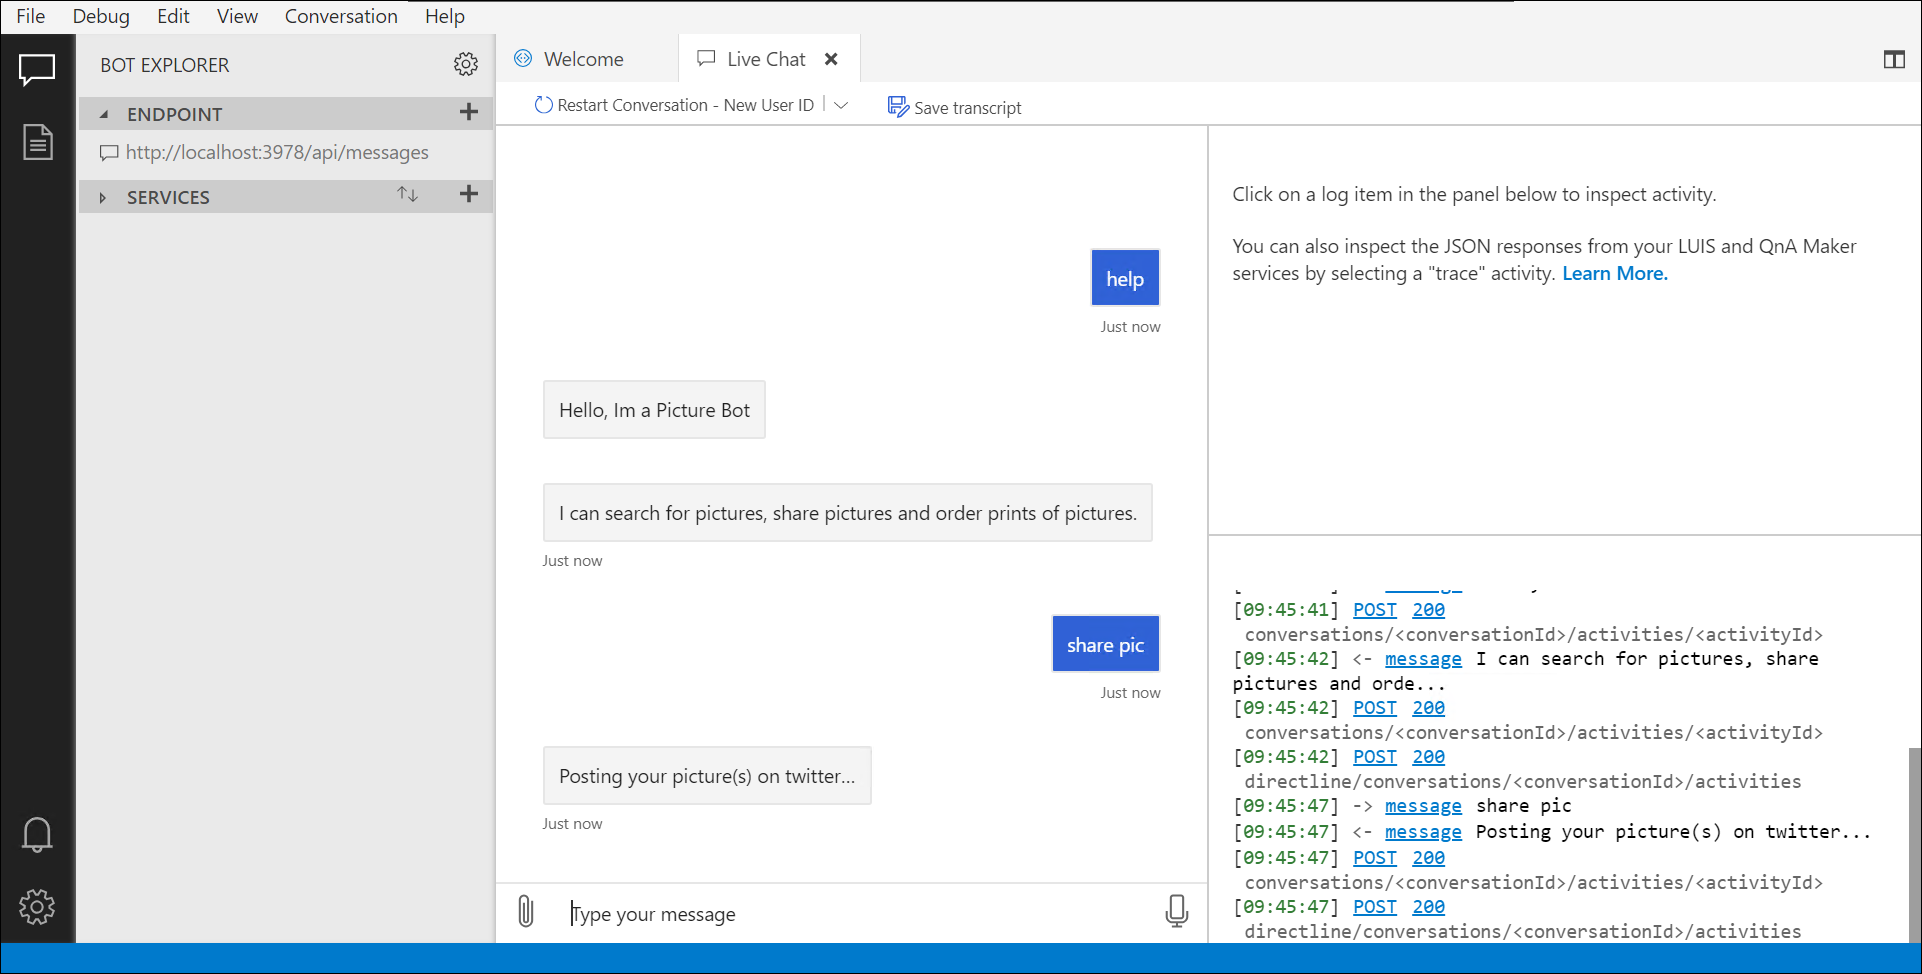 File Debug Edit View Conversation Help
BOT EXPLORER
ENDPOINT
http://localhost:3978/api/messages
SERVICES
Welcome
Live Chat
Restart Conversation - New User ID
Save transcript
help
Just now
Hello, Im a Picture Bot
I can search for pictures, share pictures and order prints of pictures.
Just now
share pic
Just now
Posting your picture(s) on twitter...
Just now
Type your message
Click on a log item in the panel below to inspect activity.
You can also inspect the JSON responses from your LUIS and QnA Maker
services by selecting a "trace" activity. Learn More.
[09:45:41] POST 200
conversations/<conversationId>/activities/<activityId>
[09:45:42] <- message I can search for pictures, share
pictures and orde...
[09:45:42] POST 200
conversations/<conversationId>/activities/<activityId>
[09:45:42] POST 200
directline/conversations/<conversationId>/activities
[09:45:47] -> message share pic
[09:45:47] <- message Posting your picture(s) on twitter...
[09:45:47] POST 200
conversations/<conversationId>/activities/<activityId>
[09:45:47] POST 200
directline/conversations/<conversationId>/activities